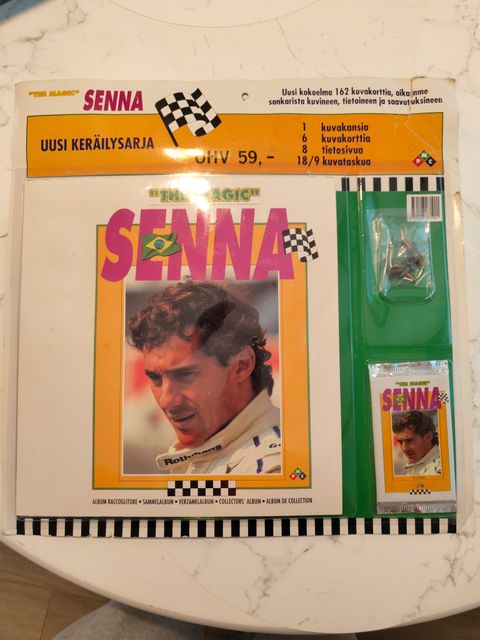 "THE MAGIC" SENNA
Uusi kokoelma 162 kuvakorttia, aikamme
sankarista kuvineen, tietoineen ja saavutuksineen
UUSI KERÄILYSARJA
OHV 59,-
1 kuvakansio
6 kuvakorttia
8 tietosivua
18/9 kuvataskua
PMCC
"THE MAGIC"
SENNA
Rothmans
ALBUM RACCOGLITORE • SAMMELALBUM • VERZAMELALBUM • COLLECTORS' ALBUM • ALBUM DE COLLECTION
"THE MAGIC"
SENNA